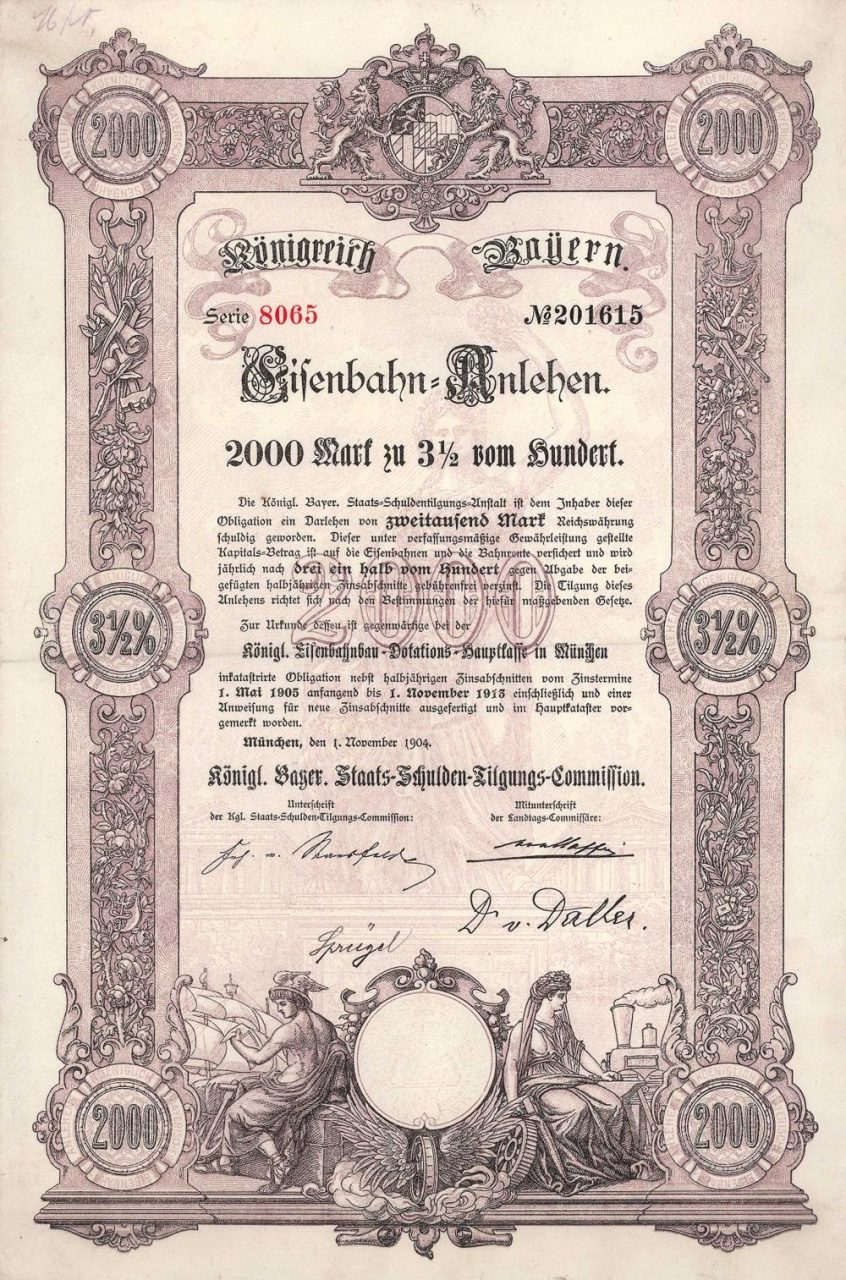 16/11.
2000
2000
Königreich Bayern.
Serie 8065
№ 201615
Eisenbahn-Anlehen.
2000 Mark zu 3½ vom Hundert.
Die Königl. Bayer. Staats-Schuldentilgungs-Anstalt ist dem Inhaber dieser
Obligation ein Darlehen von zweitausend Mark Reichswährung
schuldig geworden. Dieser unter verfassungsmäßige Gewährleistung gestellte
Kapitals-Betrag ist auf die Eisenbahnen und die Bahnrente versichert und wird
jährlich nach drei ein halb vom Hundert gegen Abgabe der bei-
gefügten halbjährigen Zinsabschnitte gebührenfrei verzinst. Die Tilgung dieses
Anlehens richtet sich nach den Bestimmungen der hiefür maßgebenden Gesetze.
2000
Zur Urkunde dessen ist gegenwärtige bei der
Königl. Eisenbahnbau-Dotations-Hauptkasse in München
inkatastrirte Obligation nebst halbjährigen Zinsabschnitten vom Zinstermine
1. Mai 1905 anfangend bis 1. November 1913 einschließlich und einer
Anweisung für neue Zinsabschnitte ausgefertigt und im Hauptkataster vor-
gemerkt worden.
3½%
3½%
München, den 1. November 1904.
Königl. Bayer. Staats-Schulden-Tilgungs-Commission.
Unterschrift
der Kgl. Staats-Schulden-Tilgungs-Commission:
Mitunterschrift
der Landtags-Commissäre:
Dr v. Daller.
Sprügel
2000
2000